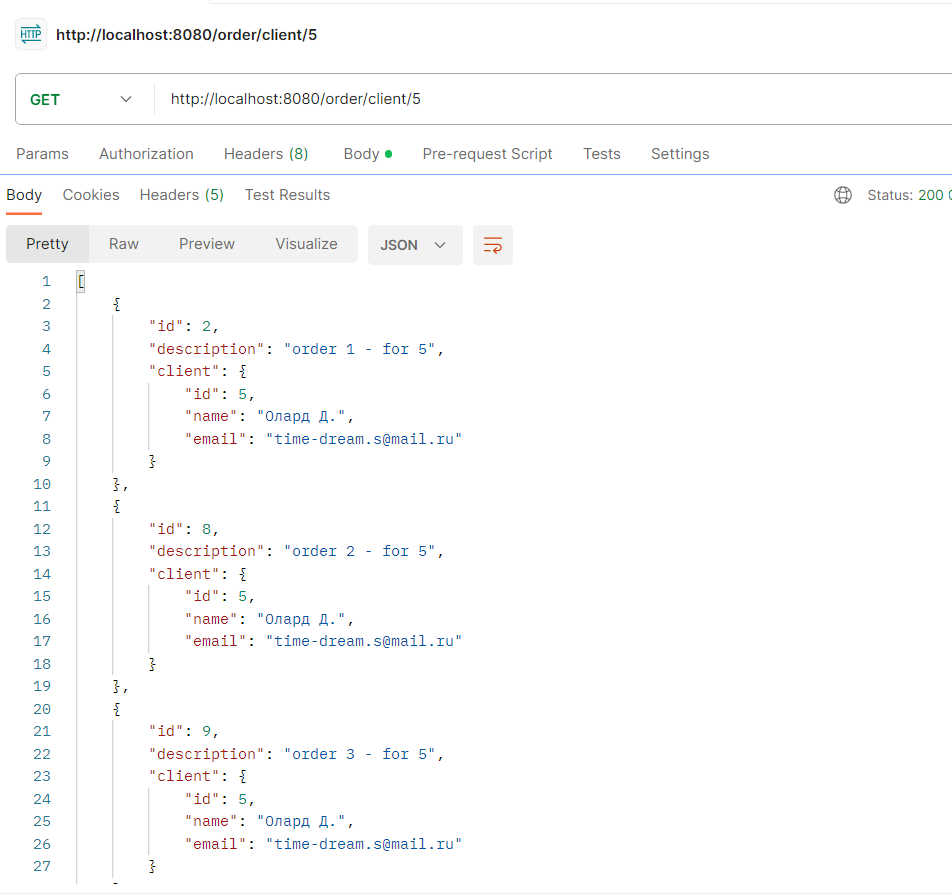 HTTP http://localhost:8080/order/client/5
GET http://localhost:8080/order/client/5
Params Authorization Headers (8) Body Pre-request Script Tests Settings
Body Cookies Headers (5) Test Results Status: 200
Pretty Raw Preview Visualize JSON
1 [
2 {
3 "id": 2,
4 "description": "order 1 - for 5",
5 "client": {
6 "id": 5,
7 "name": "Олард Д.",
8 "email": "time-dream.s@mail.ru"
9 }
10 },
11 {
12 "id": 8,
13 "description": "order 2 - for 5",
14 "client": {
15 "id": 5,
16 "name": "Олард Д.",
17 "email": "time-dream.s@mail.ru"
18 }
19 },
20 {
21 "id": 9,
22 "description": "order 3 - for 5",
23 "client": {
24 "id": 5,
25 "name": "Олард Д.",
26 "email": "time-dream.s@mail.ru"
27 }